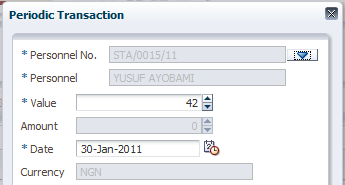 Periodic Transaction
* Personnel No. STA/0015/11
* Personnel YUSUF AYOBAMI
* Value 42
Amount 0
* Date 30-Jan-2011
Currency NGN